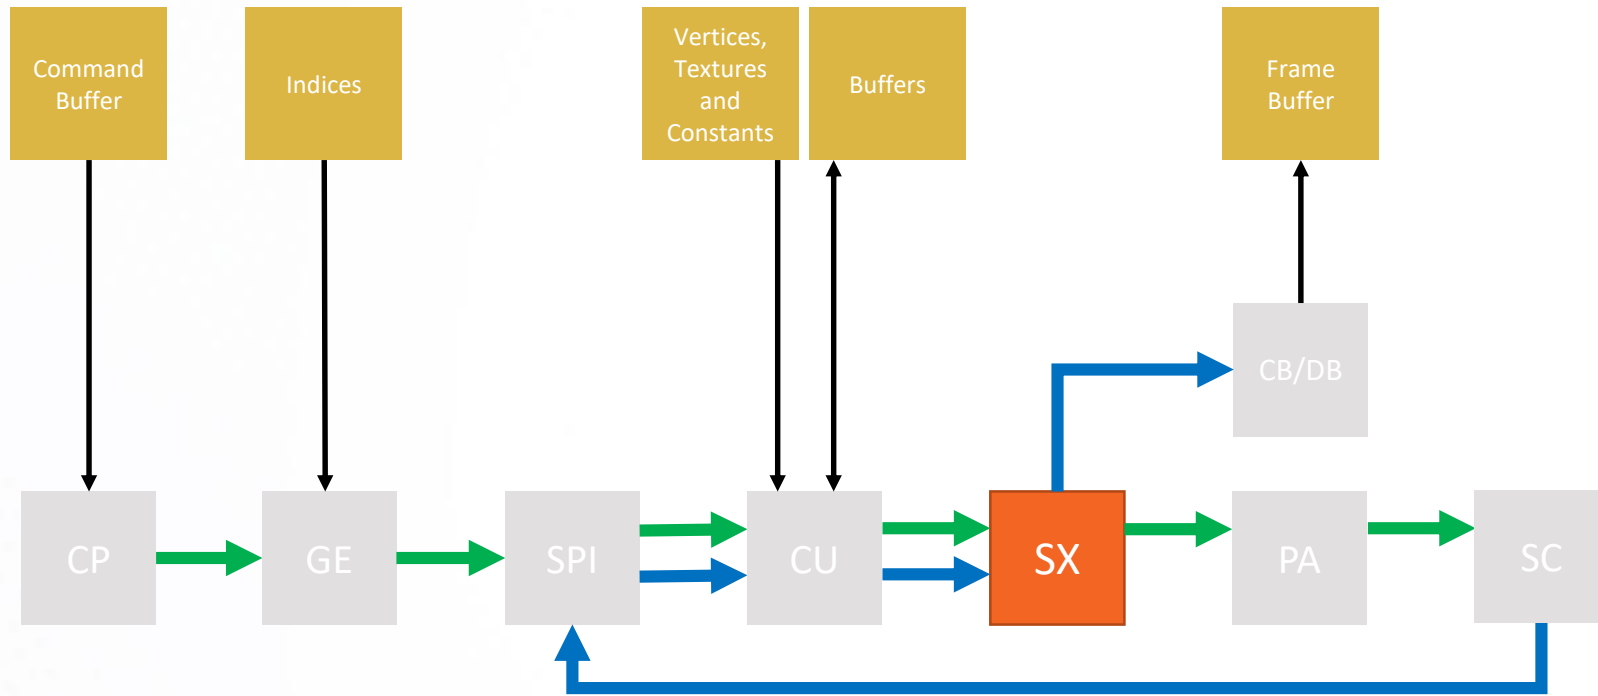 Command
Buffer
Indices
Vertices,
Textures
and
Constants
Buffers
Frame
Buffer
CB/DB
CP
GE
SPI
CU
SX
PA
SC